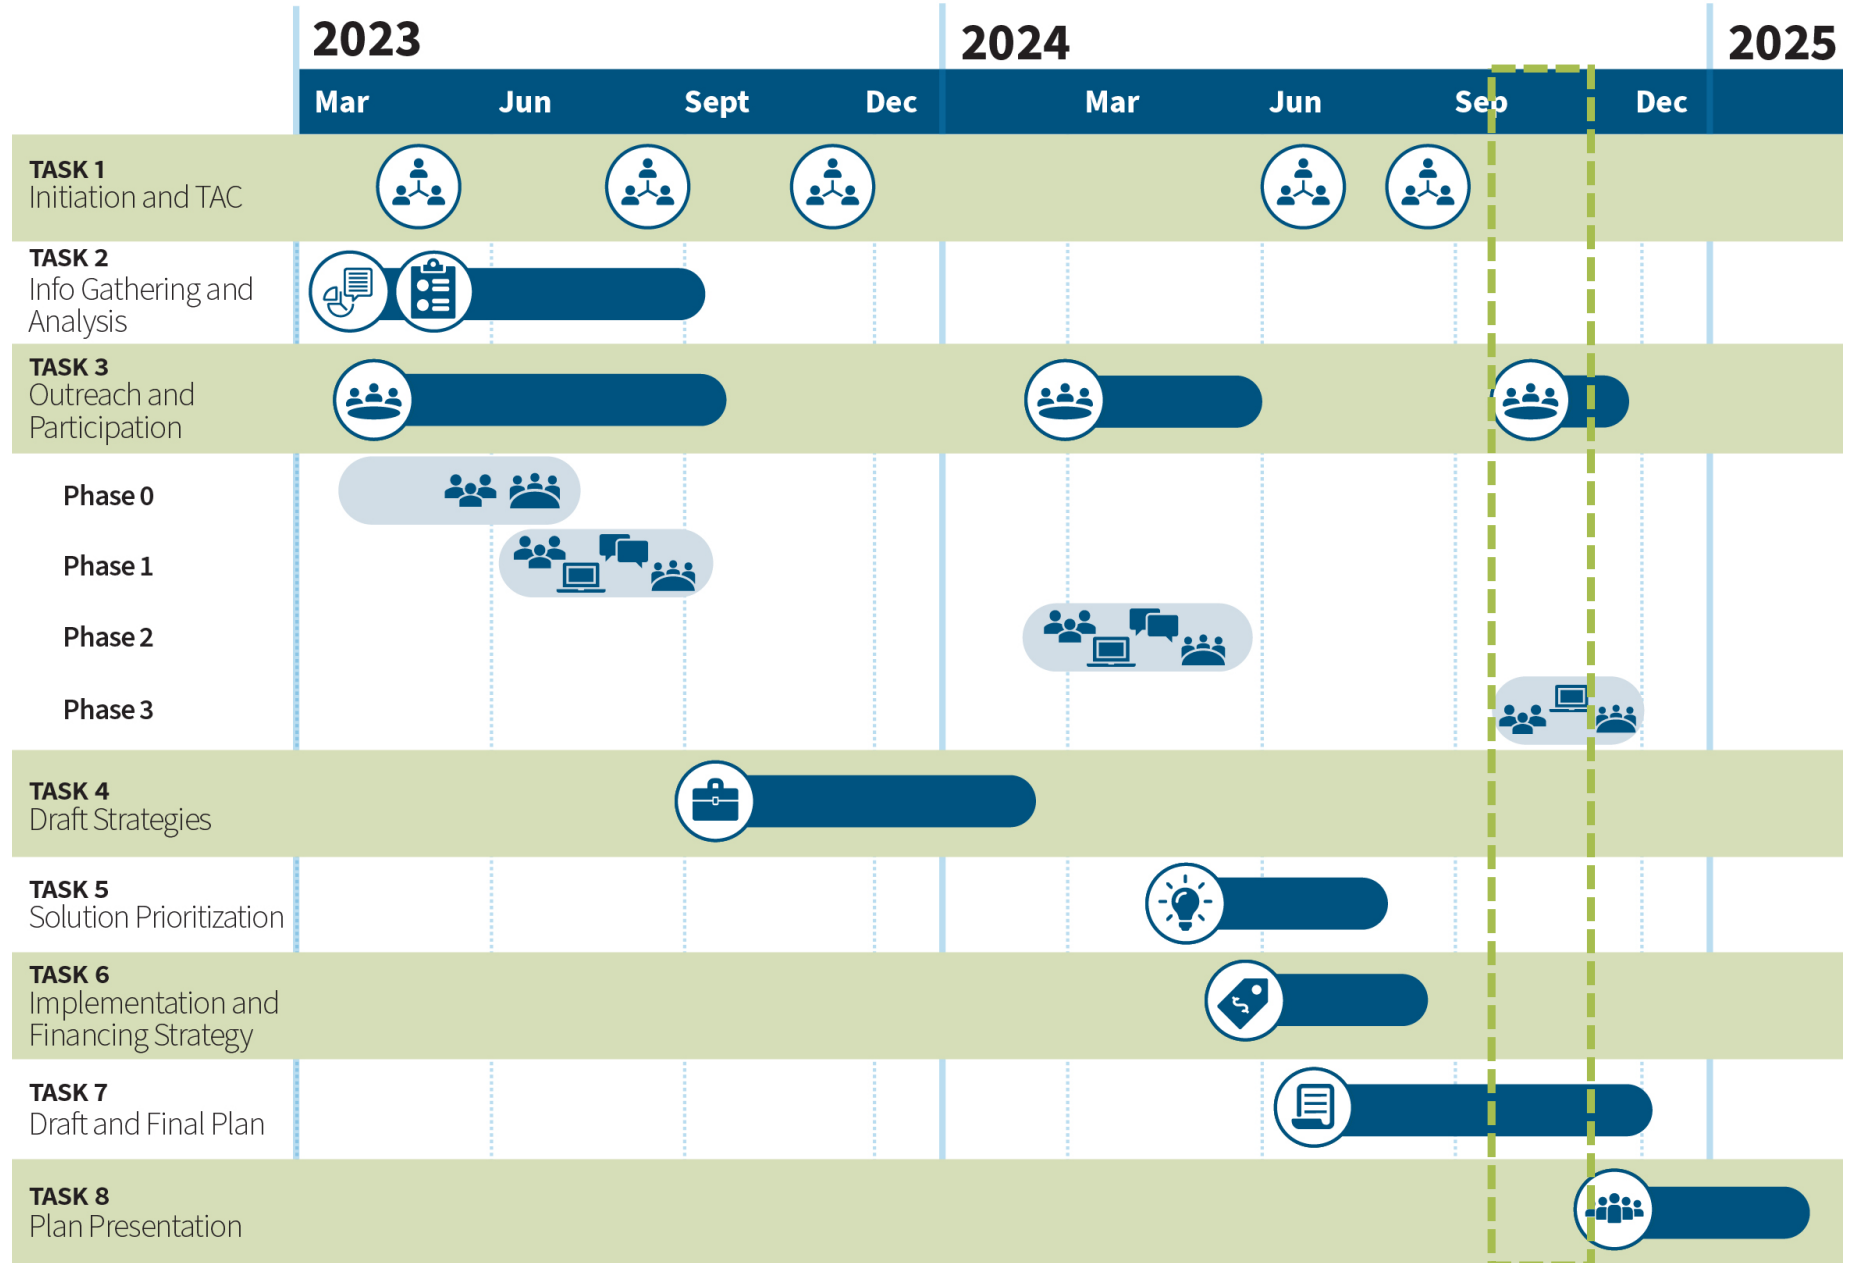 2023
2024
2025
Mar Jun Sept Dec Mar Jun Sep Dec
TASK 1
Initiation and TAC
TASK 2
Info Gathering and
Analysis
TASK 3
Outreach and
Participation
Phase 0
Phase 1
Phase 2
Phase 3
TASK 4
Draft Strategies
TASK 5
Solution Prioritization
TASK 6
Implementation and
Financing Strategy
TASK 7
Draft and Final Plan
TASK 8
Plan Presentation